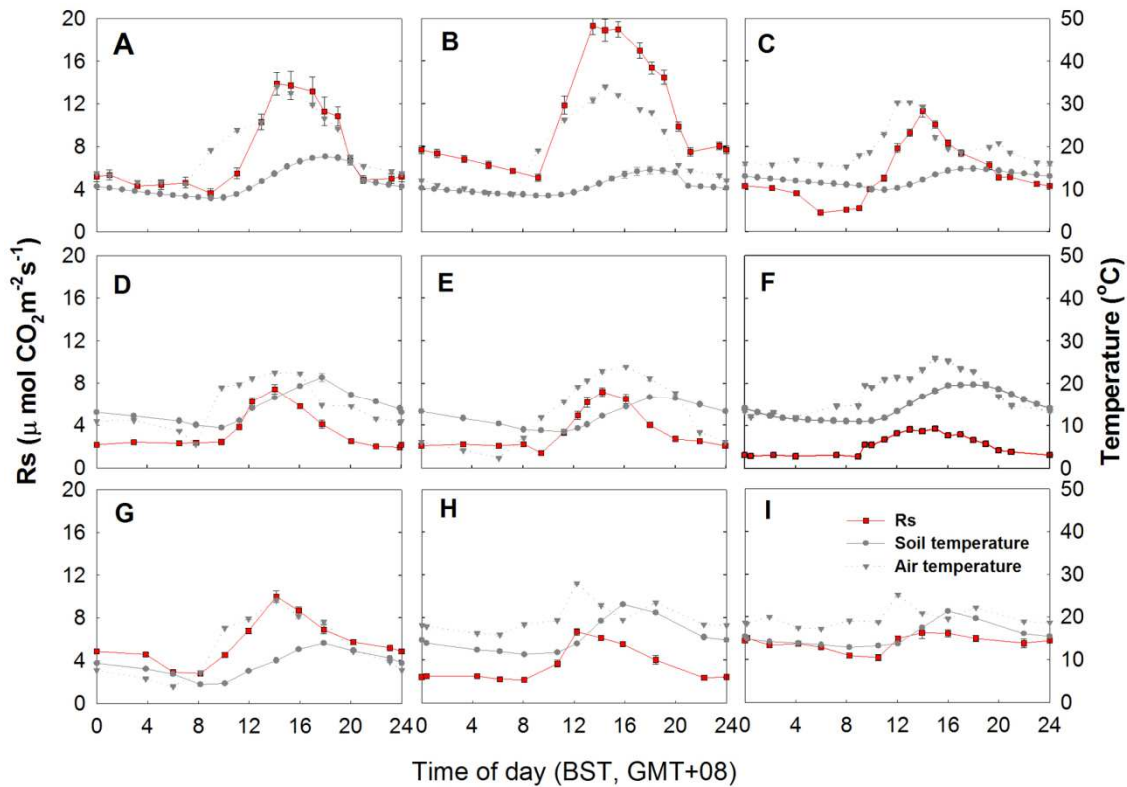 20
16
12
8
4
0
A
B
C
50
40
30
20
10
0
20
16
12
8
4
0
D
E
F
50
40
30
20
10
0
20
16
12
8
4
0
G
H
I
Rs
Soil temperature
Air temperature
50
40
30
20
10
0
Rs (μ mol CO₂m⁻²s⁻¹)
Temperature (°C)
0 4 8 12 16 20 24 0 4 8 12 16 20 24 0 4 8 12 16 20 24
Time of day (BST, GMT+08)